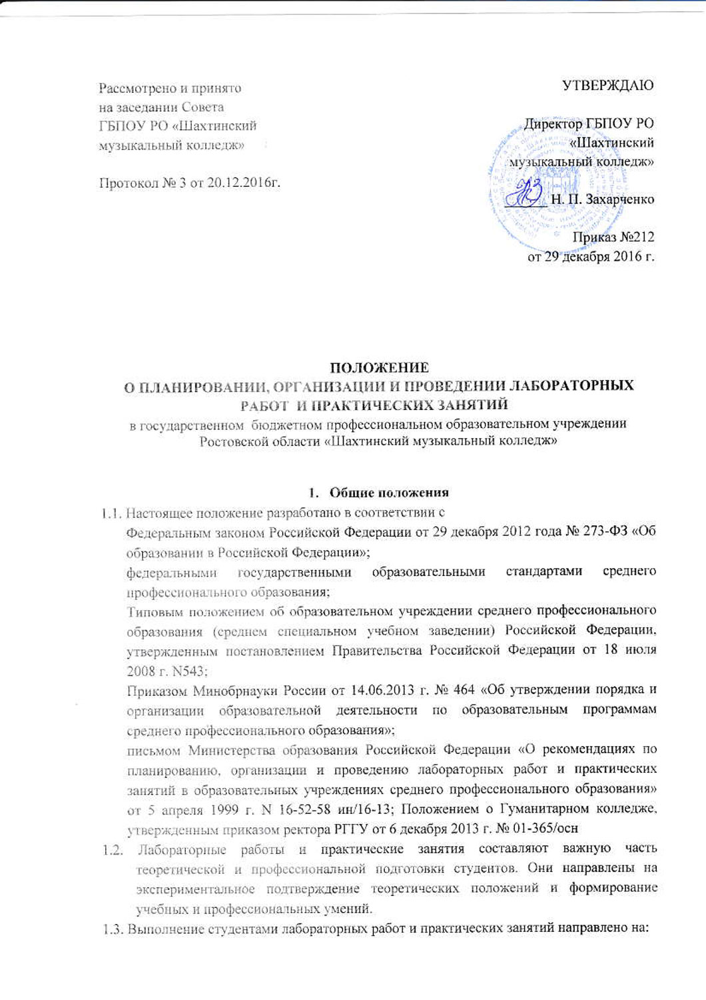 Рассмотрено и принято
на заседании Совета
ГБПОУ РО «Шахтинский
музыкальный колледж»
Протокол № 3 от 20.12.2016г.
УТВЕРЖДАЮ
Директор ГБПОУ РО
«Шахтинский
музыкальный колледж»
Н. П. Захарченко
Приказ №212
от 29 декабря 2016 г.
ПОЛОЖЕНИЕ
О ПЛАНИРОВАНИИ, ОРГАНИЗАЦИИ И ПРОВЕДЕНИИ ЛАБОРАТОРНЫХ
РАБОТ И ПРАКТИЧЕСКИХ ЗАНЯТИЙ
в государственном бюджетном профессиональном образовательном учреждении
Ростовской области «Шахтинский музыкальный колледж»
1. Общие положения
1.1. Настоящее положение разработано в соответствии с
Федеральным законом Российской Федерации от 29 декабря 2012 года № 273-ФЗ «Об
образовании в Российской Федерации»;
федеральными государственными образовательными стандартами среднего
профессионального образования;
Типовым положением об образовательном учреждении среднего профессионального
образования (среднем специальном учебном заведении) Российской Федерации,
утвержденным постановлением Правительства Российской Федерации от 18 июля
2008 г. N543;
Приказом Минобрнауки России от 14.06.2013 г. № 464 «Об утверждении порядка и
организации образовательной деятельности по образовательным программам
среднего профессионального образования»;
письмом Министерства образования Российской Федерации «О рекомендациях по
планированию, организации и проведению лабораторных работ и практических
занятий в образовательных учреждениях среднего профессионального образования»
от 5 апреля 1999 г. N 16-52-58 ин/16-13; Положением о Гуманитарном колледже,
утвержденным приказом ректора РГГУ от 6 декабря 2013 г. № 01-365/осн
1.2. Лабораторные работы и практические занятия составляют важную часть
теоретической и профессиональной подготовки студентов. Они направлены на
экспериментальное подтверждение теоретических положений и формирование
учебных и профессиональных умений.
1.3. Выполнение студентами лабораторных работ и практических занятий направлено на: